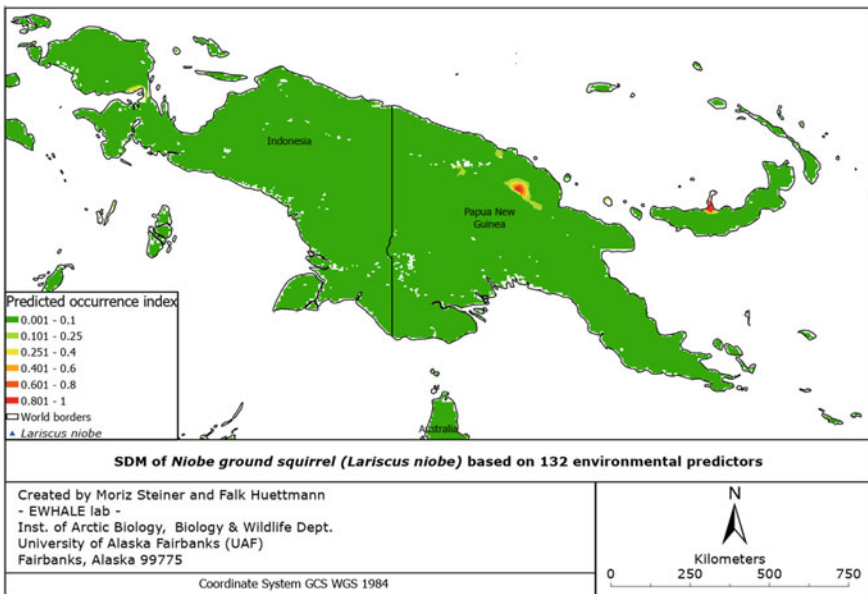 Indonesia
Papua New
Guinea
Australia
Predicted occurrence index
0.001 - 0.1
0.101 - 0.25
0.251 - 0.4
0.401 - 0.6
0.601 - 0.8
0.801 - 1
World borders
Lariscus niobe
SDM of Niobe ground squirrel (Lariscus niobe) based on 132 environmental predictors
Created by Moriz Steiner and Falk Huettmann
- EWHALE lab -
Inst. of Arctic Biology, Biology & Wildlife Dept.
University of Alaska Fairbanks (UAF)
Fairbanks, Alaska 99775
Coordinate System GCS WGS 1984
N
Kilometers
0 250 500 750